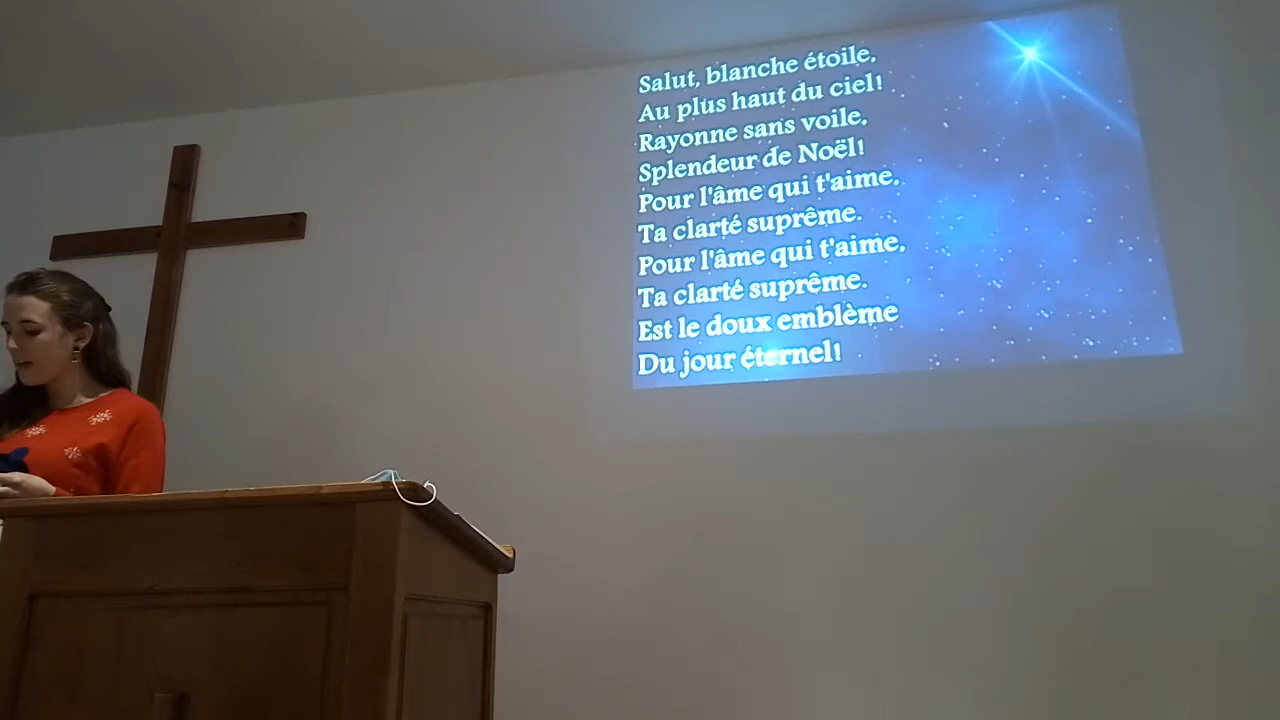 Salut, blanche étoile,
Au plus haut du ciel!
Rayonne sans voile,
Splendeur de Noël!
Pour l'âme qui t'aime,
Ta clarté suprême.
Pour l'âme qui t'aime,
Ta clarté suprême.
Est le doux emblème
Du jour éternel!